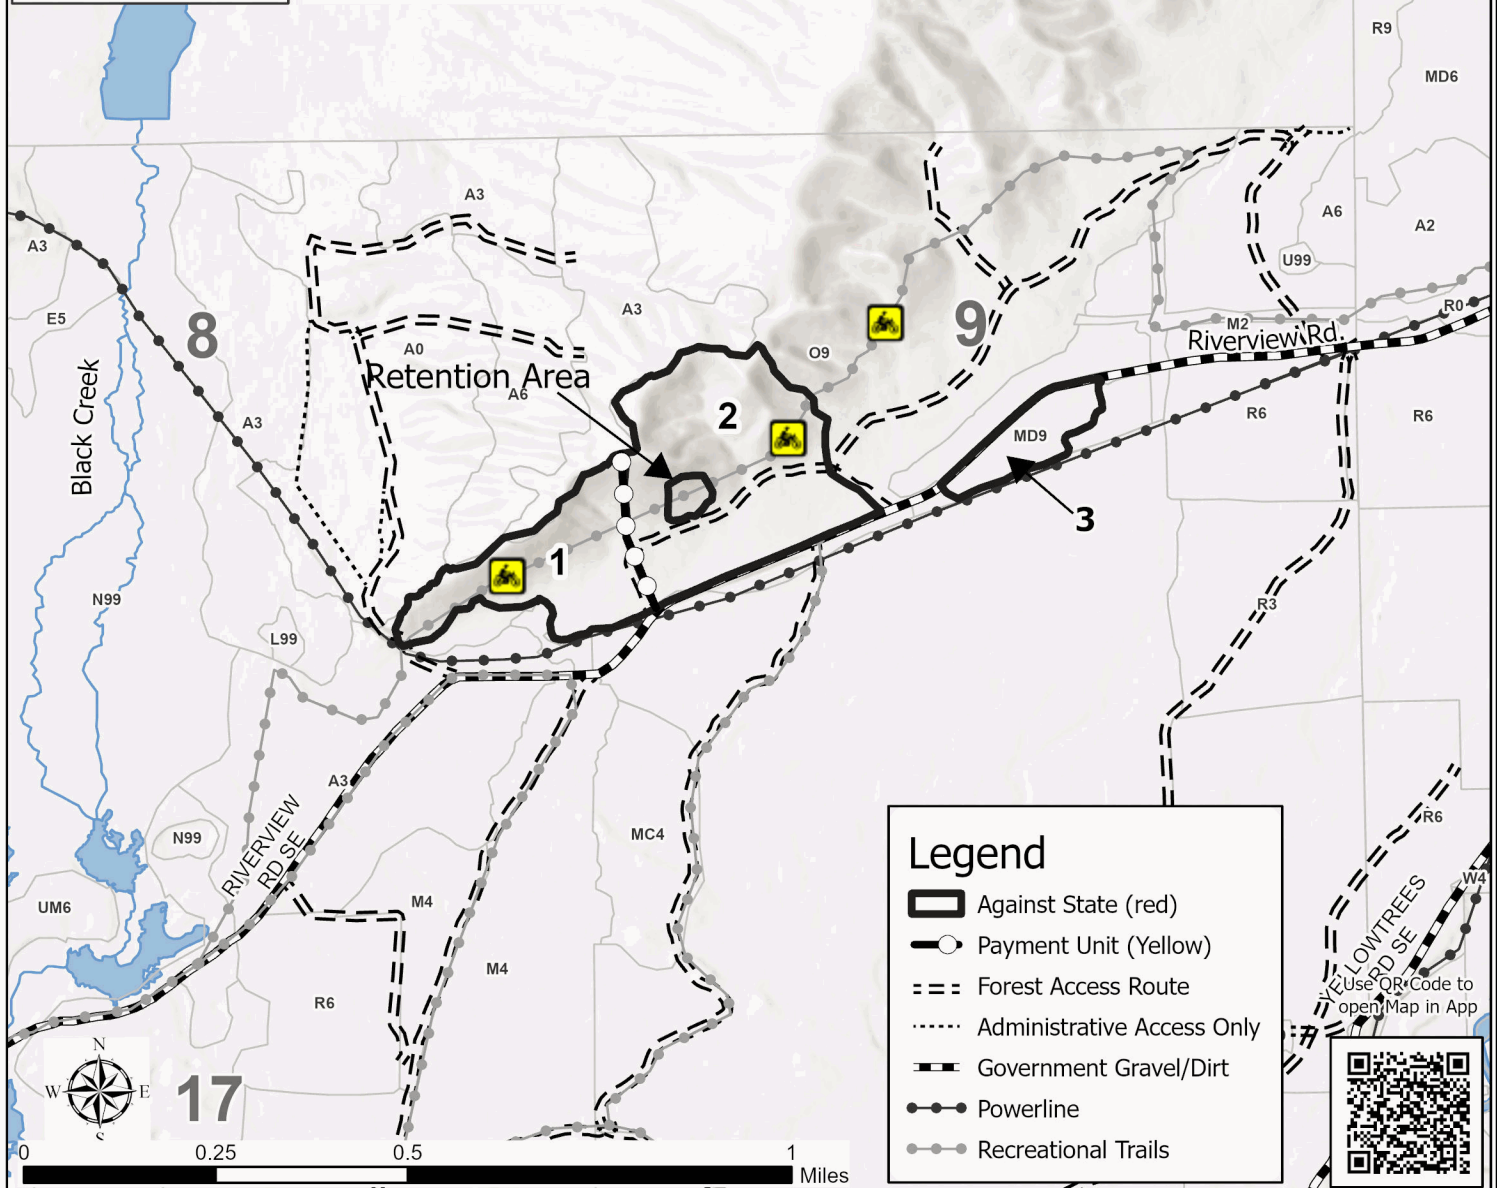 R9
MD6
A3
A3
A6
A2
8
E5
A3
9
U99
R0
M2
Riverview Rd
A0
O9
Retention Area
A6
2
R6
R6
A3
MD9
Black Creek
3
1
N99
R3
L99
A3
RIVERVIEW
RD SE
N99
MC4
R6
UM6
M4
W4
M4
R6
YELLOWTREES
RD SE
Use QR Code to
open Map in App
Legend
Against State (red)
Payment Unit (Yellow)
Forest Access Route
Administrative Access Only
Government Gravel/Dirt
Powerline
Recreational Trails
N
W E
S
17
0 0.25 0.5 1
Miles